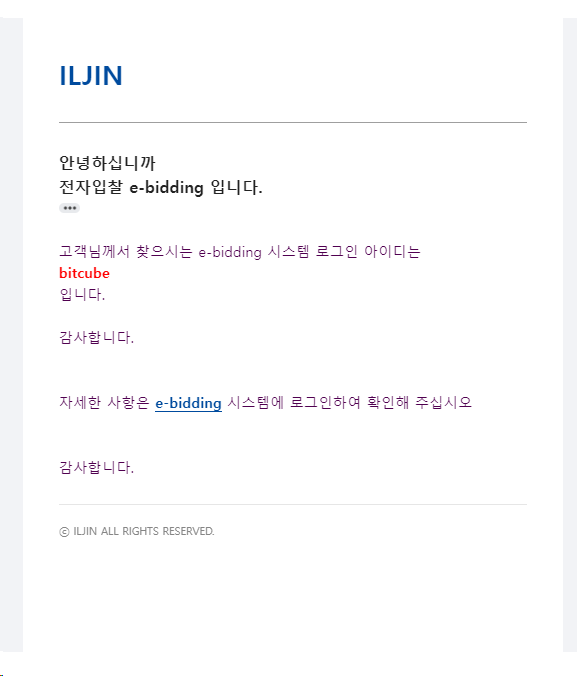 ILJIN
안녕하십니까
전자입찰 e-bidding 입니다.
고객님께서 찾으시는 e-bidding 시스템 로그인 아이디는
bitcube
입니다.
감사합니다.
자세한 사항은 e-bidding 시스템에 로그인하여 확인해 주십시오
감사합니다.
ⓒ ILJIN ALL RIGHTS RESERVED.